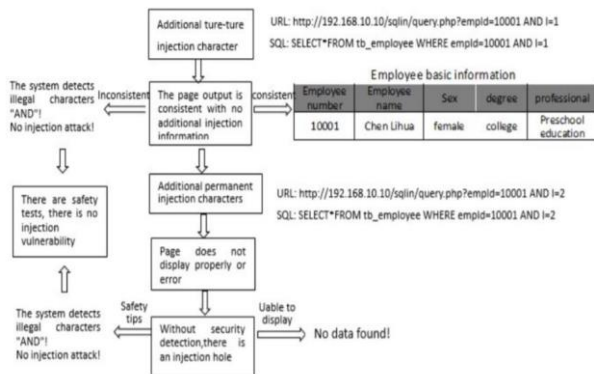 Additional ture-ture
injection character
URL: http://192.168.10.10/sqlin/query.php?empId=10001 AND I=1
SQL: SELECT*FROM tb_employee WHERE empId=10001 AND I=1
The system detects
illegal characters
"AND"!
No injection attack!
Inconsistent
The page output is
consistent with no
additional injection
information
consistent
Employee basic information
Employee number
Employee name
Sex
degree
professional
10001
Chen Lihua
female
college
Preschool education
Additional permanent
injection characters
URL: http://192.168.10.10/sqlin/query.php?empId=10001 AND I=2
SQL: SELECT*FROM tb_employee WHERE empId=10001 AND I=2
There are safety
tests, there is no
injection
vulnerability
Page does not
display properly or
error
The system detects
illegal characters
"AND"!
No injection attack!
Safety
tips
Without security
detection,there is
an injection hole
Uable to
display
No data found!